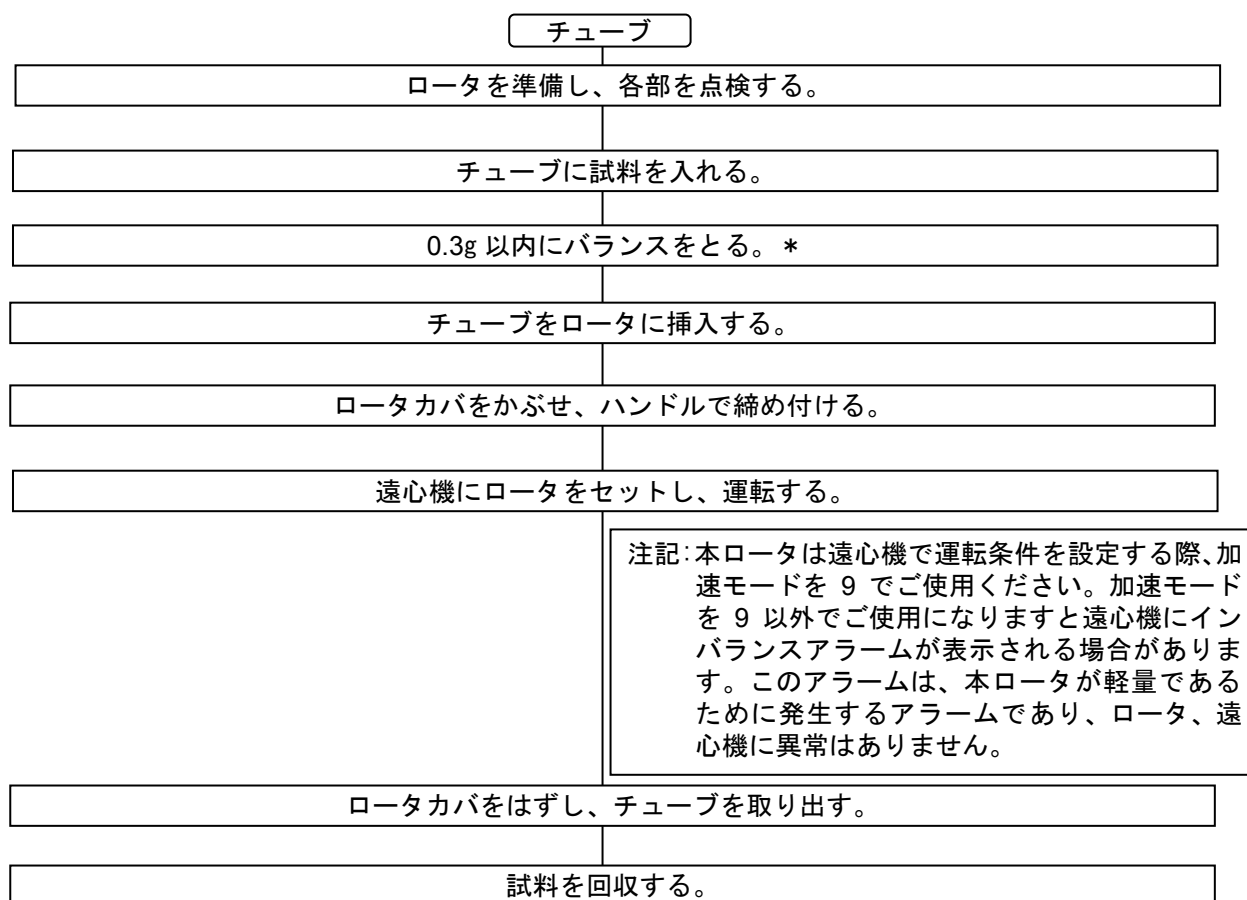 チューブ
ロータを準備し、各部を点検する。
チューブに試料を入れる。
0.3g 以内にバランスをとる。*
チューブをロータに挿入する。
ロータカバをかぶせ、ハンドルで締め付ける。
遠心機にロータをセットし、運転する。
注記:本ロータは遠心機で運転条件を設定する際、加
速モードを 9 でご使用ください。加速モード
を 9 以外でご使用になりますと遠心機にイン
バランスアラームが表示される場合がありま
す。このアラームは、本ロータが軽量である
ために発生するアラームであり、ロータ、遠
心機に異常はありません。
ロータカバをはずし、チューブを取り出す。
試料を回収する。